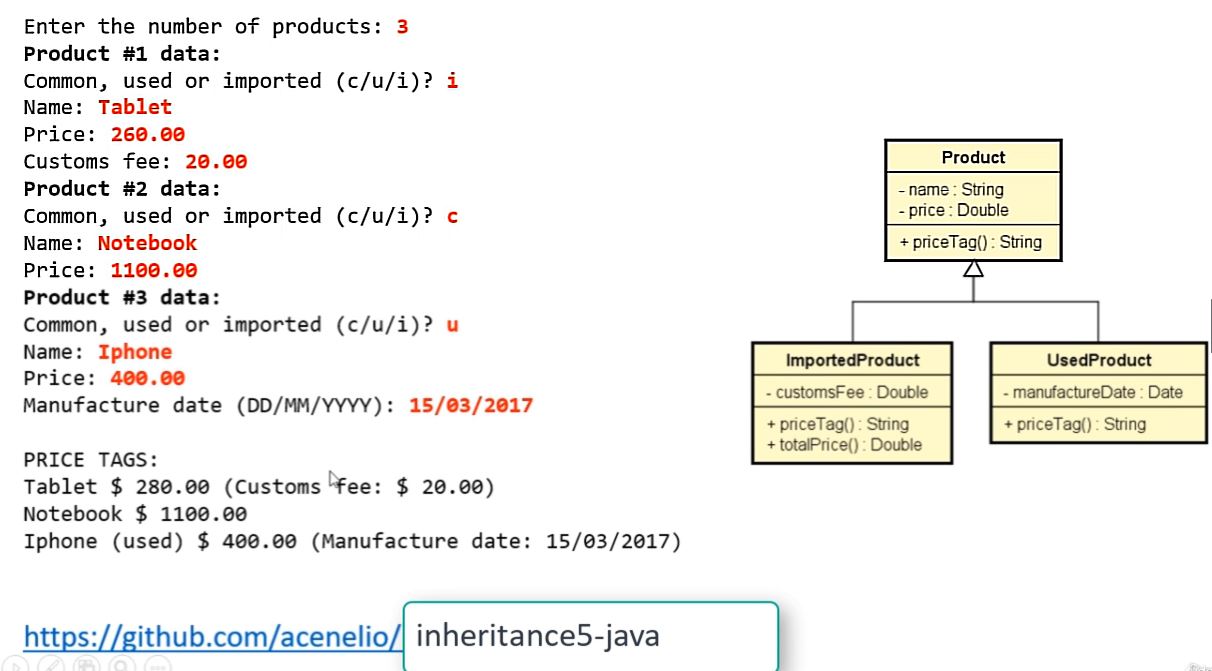 Enter the number of products: 3
Product #1 data:
Common, used or imported (c/u/i)? i
Name: Tablet
Price: 260.00
Customs fee: 20.00
Product #2 data:
Common, used or imported (c/u/i)? c
Name: Notebook
Price: 1100.00
Product #3 data:
Common, used or imported (c/u/i)? u
Name: Iphone
Price: 400.00
Manufacture date (DD/MM/YYYY): 15/03/2017
PRICE TAGS:
Tablet $ 280.00 (Customs fee: $ 20.00)
Notebook $ 1100.00
Iphone (used) $ 400.00 (Manufacture date: 15/03/2017)
Product
- name : String
- price : Double
+ priceTag() : String
ImportedProduct
- customsFee : Double
+ priceTag() : String
+ totalPrice() : Double
UsedProduct
- manufactureDate : Date
+ priceTag() : String
https://github.com/acenelio/ inheritance5-java